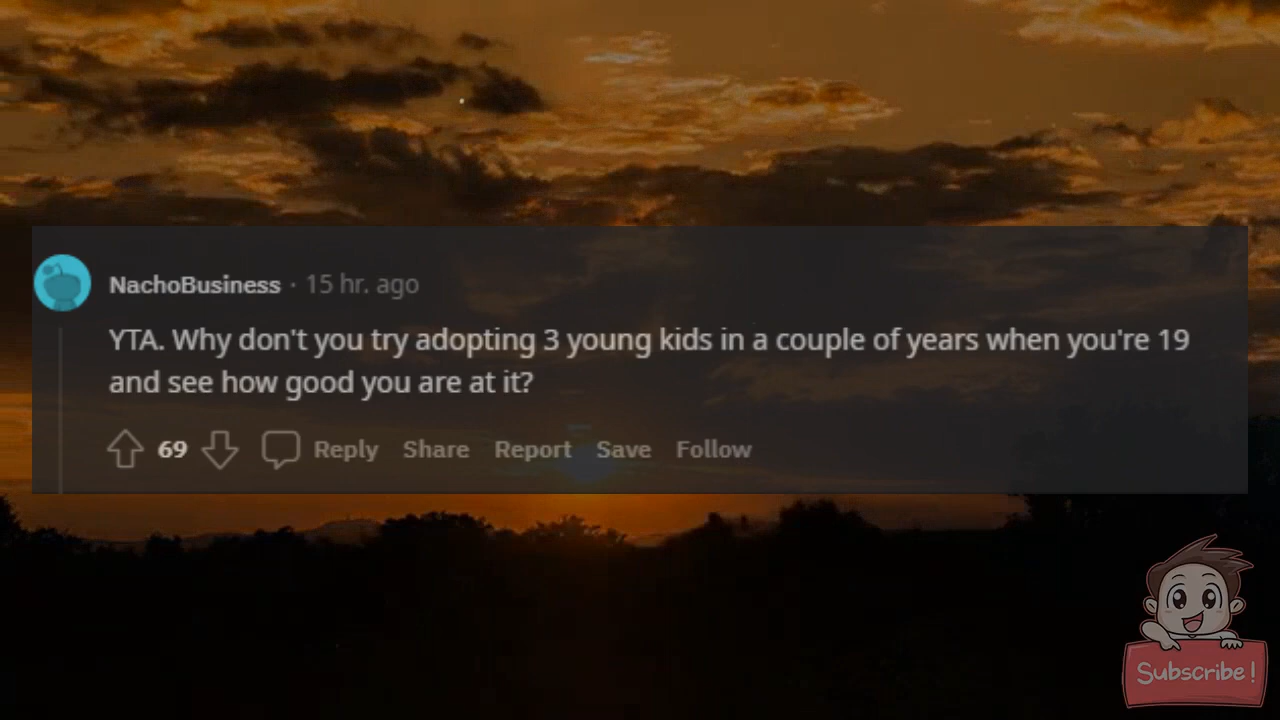 NachoBusiness · 15 hr. ago
YTA. Why don't you try adopting 3 young kids in a couple of years when you're 19
and see how good you are at it?
69 Reply Share Report Save Follow
Subscribe!